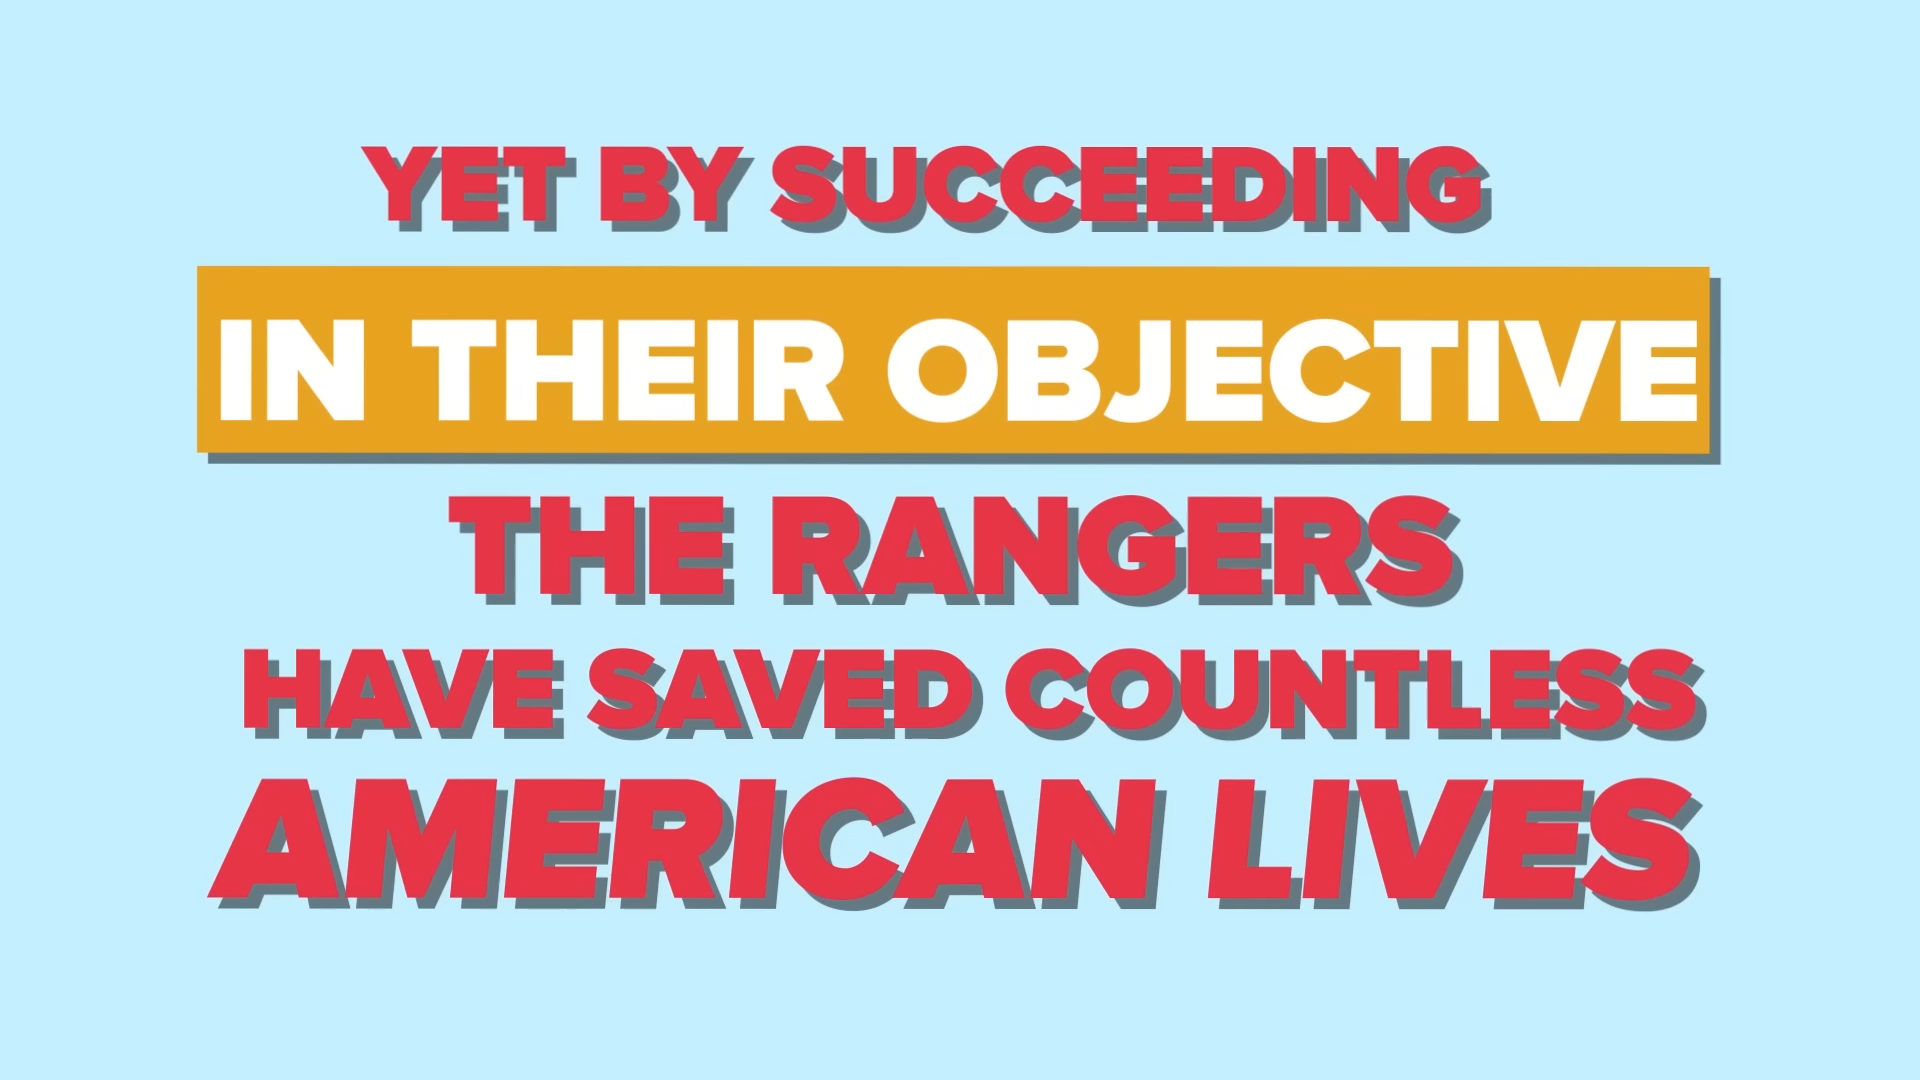 YET BY SUCCEEDING
IN THEIR OBJECTIVE
THE RANGERS
HAVE SAVED COUNTLESS
AMERICAN LIVES